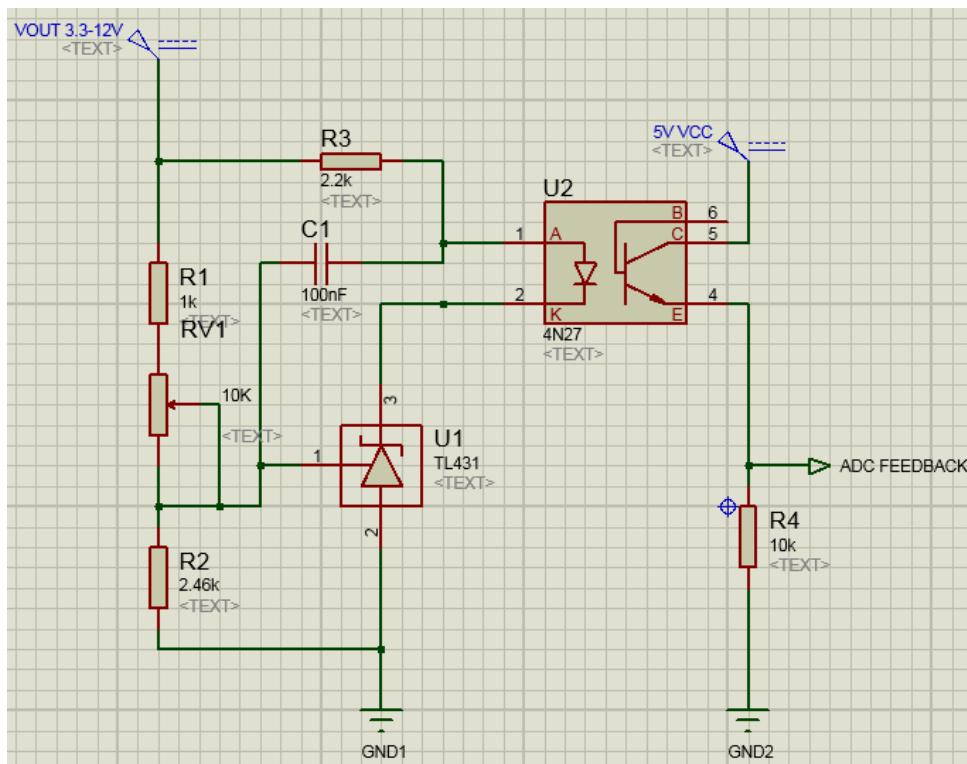 VOUT 3.3-12V
<TEXT>
R3
2.2k
<TEXT>
5V VCC
<TEXT>
U2
C1
100nF
<TEXT>
1
A
2
K
B
6
C
5
E
4
4N27
<TEXT>
R1
1k
<TEXT>
RV1
10K
<TEXT>
3
1
2
U1
TL431
<TEXT>
ADC FEEDBACK
R2
2.46k
<TEXT>
R4
10k
<TEXT>
GND1
GND2